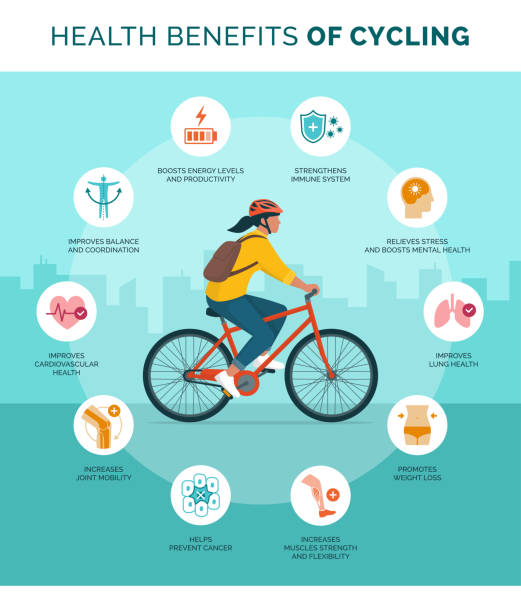 HEALTH BENEFITS OF CYCLING
BOOSTS ENERGY LEVELS
AND PRODUCTIVITY
STRENGTHENS
IMMUNE SYSTEM
IMPROVES BALANCE
AND COORDINATION
RELIEVES STRESS
AND BOOSTS MENTAL HEALTH
IMPROVES
CARDIOVASCULAR
HEALTH
IMPROVES
LUNG HEALTH
INCREASES
JOINT MOBILITY
PROMOTES
WEIGHT LOSS
HELPS
PREVENT CANCER
INCREASES
MUSCLES STRENGTH
AND FLEXIBILITY